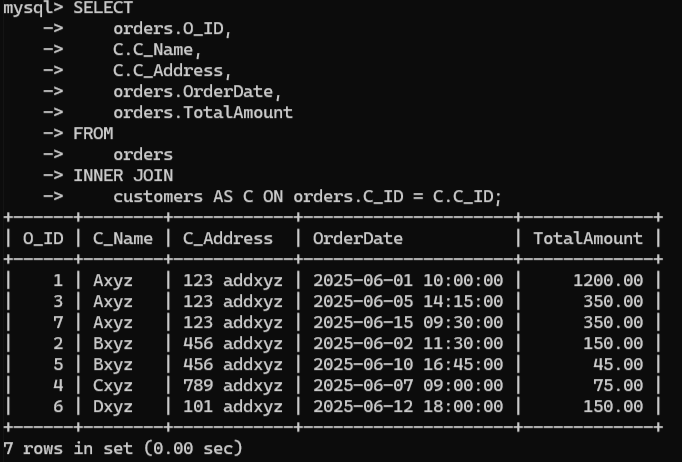 mysql> SELECT
    ->     orders.O_ID,
    ->     C.C_Name,
    ->     C.C_Address,
    ->     orders.OrderDate,
    ->     orders.TotalAmount
    -> FROM
    ->     orders
    -> INNER JOIN
    ->     customers AS C ON orders.C_ID = C.C_ID;
+------+--------+------------+---------------------+-------------+
| O_ID | C_Name | C_Address  | OrderDate           | TotalAmount |
+------+--------+------------+---------------------+-------------+
|    1 | Axyz   | 123 addxyz | 2025-06-01 10:00:00 |     1200.00 |
|    3 | Axyz   | 123 addxyz | 2025-06-05 14:15:00 |      350.00 |
|    7 | Axyz   | 123 addxyz | 2025-06-15 09:30:00 |      350.00 |
|    2 | Bxyz   | 456 addxyz | 2025-06-02 11:30:00 |      150.00 |
|    5 | Bxyz   | 456 addxyz | 2025-06-10 16:45:00 |       45.00 |
|    4 | Cxyz   | 789 addxyz | 2025-06-07 09:00:00 |       75.00 |
|    6 | Dxyz   | 101 addxyz | 2025-06-12 18:00:00 |      150.00 |
+------+--------+------------+---------------------+-------------+
7 rows in set (0.00 sec)